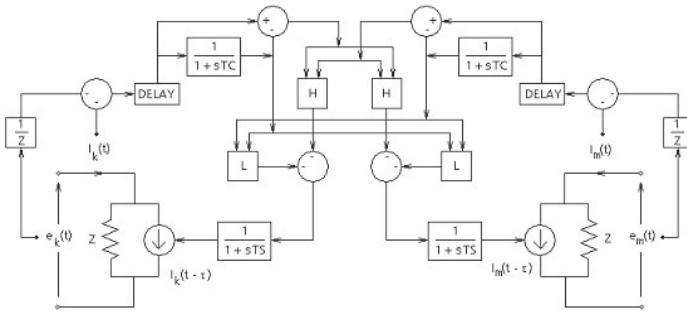 +
-
-
+
1
1 + sTC
1
1 + sTC
H
H
-
-
DELAY
DELAY
-
-
1
Z
1
Z
I_k(t)
I_m(t)
L
-
-
-
-
L
e_k(t)
Z
1
1 + sTS
1
1 + sTS
Z
e_m(t)
I_k(t - τ)
I_m(t - τ)